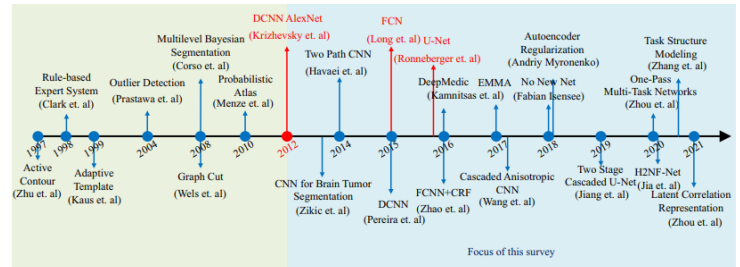 DCNN AlexNet
(Krizhevsky et. al)
FCN
(Long et. al)
U-Net
(Ronneberger et. al)
Multilevel Bayesian
Segmentation
(Corso et. al)
Autoencoder
Regularization
(Andriy Myronenko)
Task Structure
Modeling
(Zhang et. al)
Rule-based
Expert System
(Clark et. al)
Outlier Detection
(Prastawa et. al)
Probabilistic
Atlas
(Menze et. al)
Two Path CNN
(Havaei et. al)
DeepMedic
(Kamnitsas et. al)
EMMA
No New Net
(Fabian Isensee)
One-Pass
Multi-Task Networks
(Zhou et. al)
1997
1998
1999
2004
2008
2010
2012
2014
2015
2016
2017
2018
2019
2020
2021
Active
Contour
(Zhu et. al)
Adaptive
Template
(Kaus et. al)
Graph Cut
(Wels et. al)
CNN for Brain Tumor
Segmentation
(Zikic et. al)
DCNN
(Pereira et. al)
FCNN+CRF
(Zhao et. al)
Cascaded Anisotropic
CNN
(Wang et. al)
Two Stage
Cascaded U-Net
(Jiang et. al)
H2NF-Net
(Jia et. al)
Latent Correlation
Representation
(Zhou et. al)
Focus of this survey